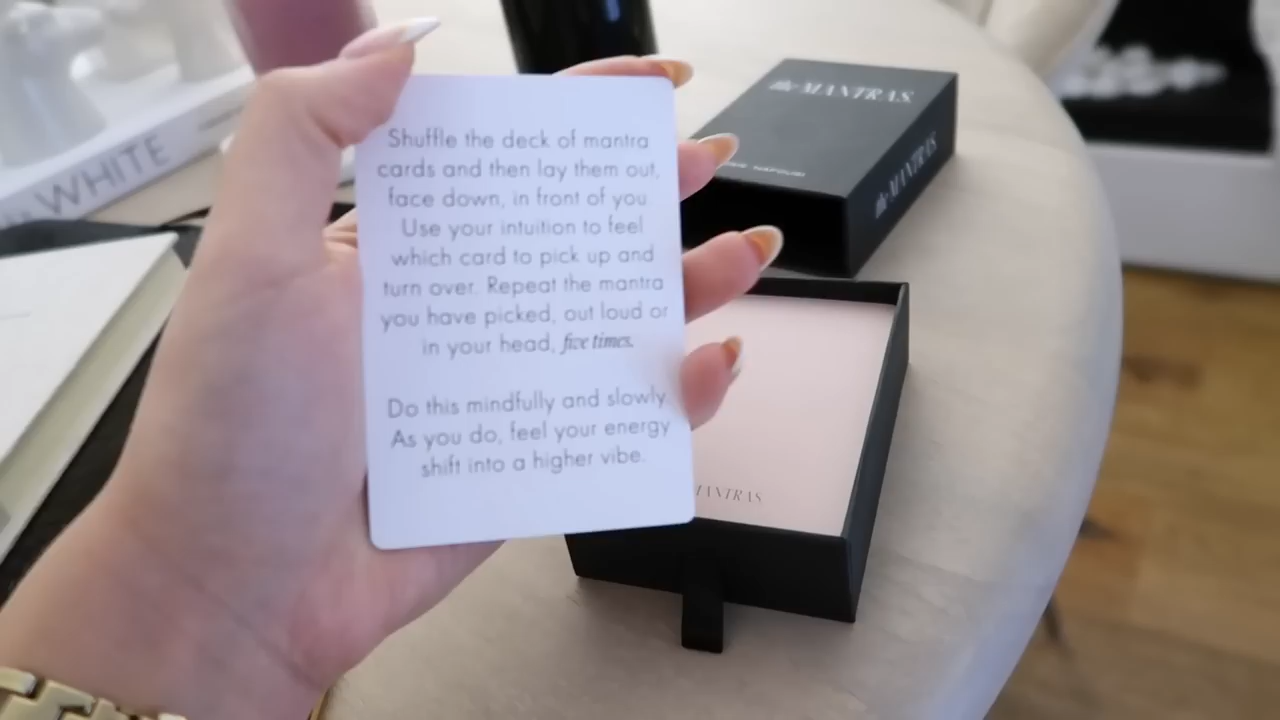 Shuffle the deck of mantra
cards and then lay them out,
face down, in front of you.
Use your intuition to feel
which card to pick up and
turn over. Repeat the mantra
you have picked, out loud or
in your head, five times.
Do this mindfully and slowly.
As you do, feel your energy
shift into a higher vibe.
the MANTRAS.
the MANTRAS
MANTRAS
WHITE